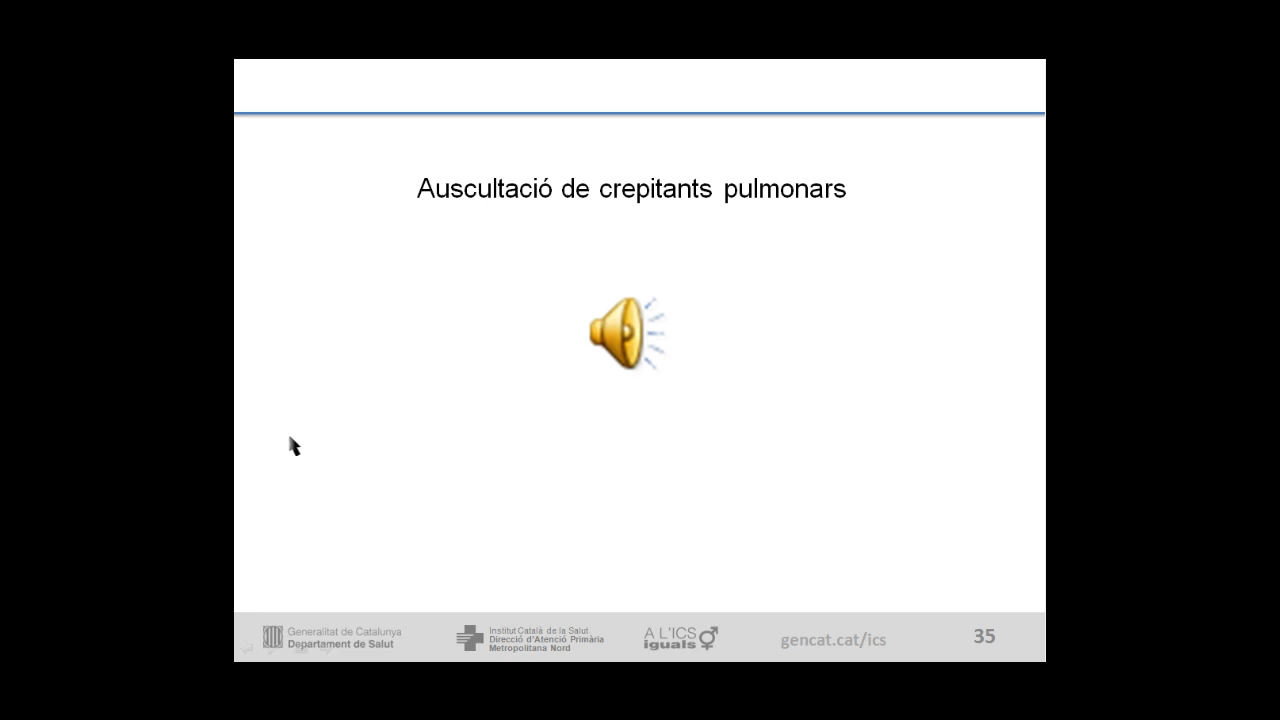 Auscultació de crepitants pulmonars
Generalitat de Catalunya
Departament de Salut
Institut Català de la Salut
Direcció d'Atenció Primària
Metropolitana Nord
A L'ICS
iguals
gencat.cat/ics
35